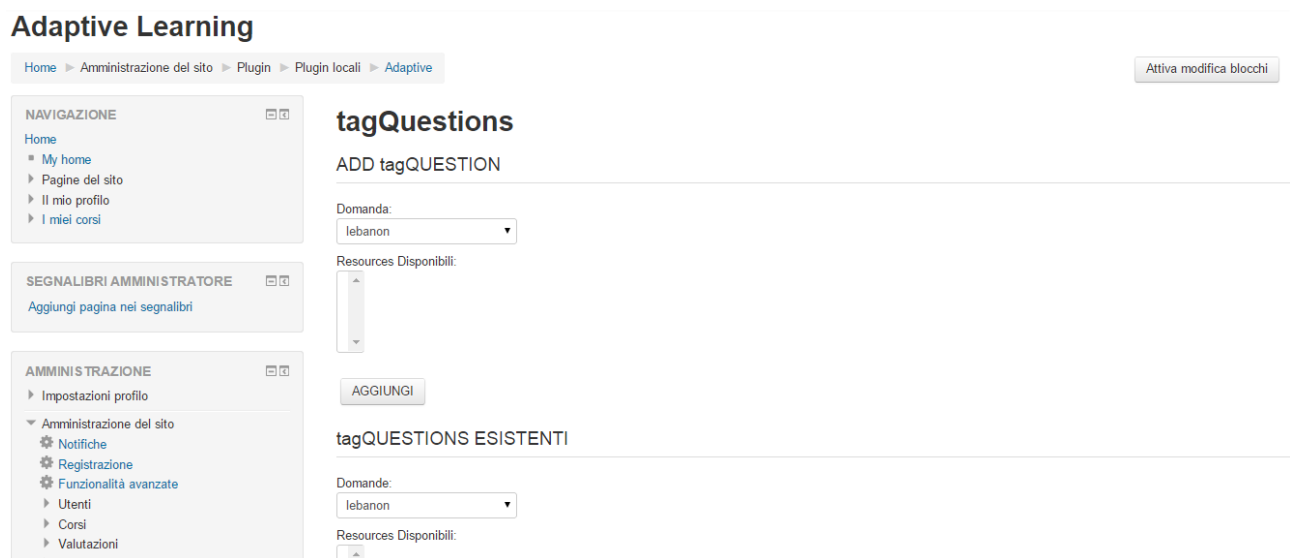 Adaptive Learning
Home Amministrazione del sito Plugin Plugin locali Adaptive
Attiva modifica blocchi
NAVIGAZIONE
Home
My home
Pagine del sito
Il mio profilo
I miei corsi
SEGNALIBRI AMMINISTRATORE
Aggiungi pagina nei segnalibri
AMMINISTRAZIONE
Impostazioni profilo
Amministrazione del sito
Notifiche
Registrazione
Funzionalità avanzate
Utenti
Corsi
Valutazioni
tagQuestions
ADD tagQUESTION
Domanda:
lebanon
Resources Disponibili:
AGGIUNGI
tagQUESTIONS ESISTENTI
Domande:
lebanon
Resources Disponibili: